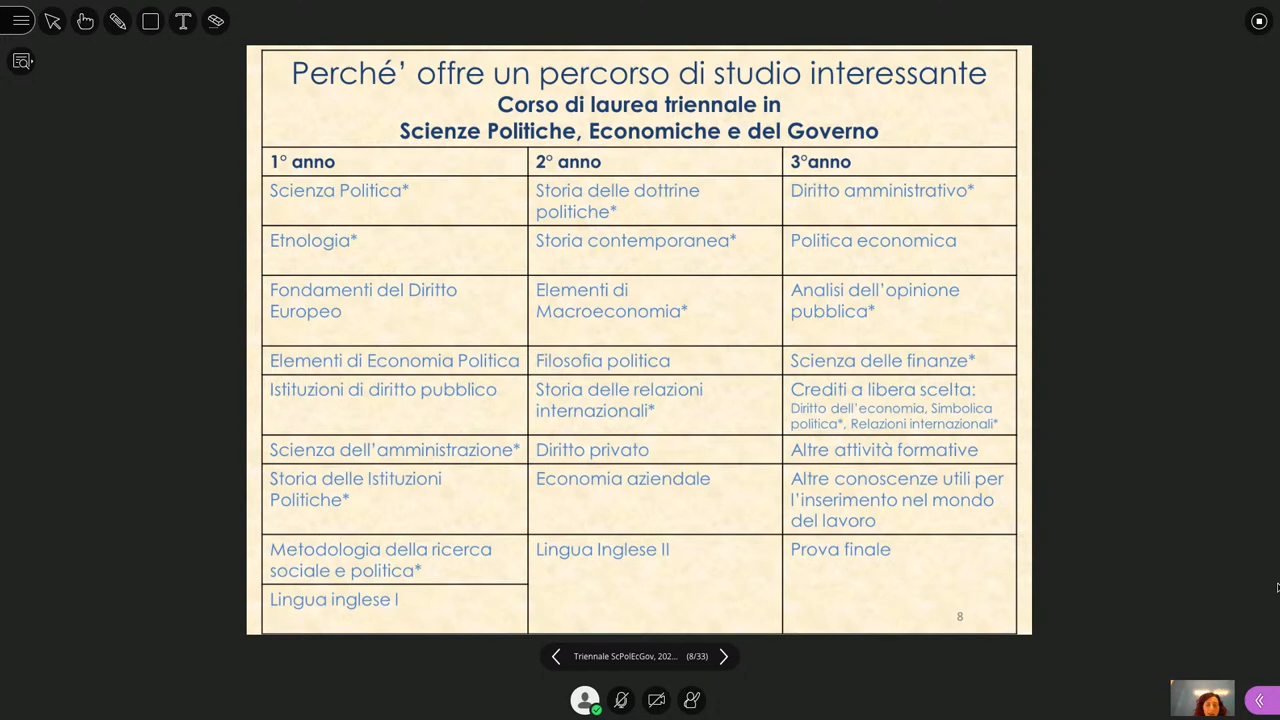 Perché’ offre un percorso di studio interessante
Corso di laurea triennale in
Scienze Politiche, Economiche e del Governo
1° anno
2° anno
3°anno
Scienza Politica*
Storia delle dottrine
politiche*
Diritto amministrativo*
Etnologia*
Storia contemporanea*
Politica economica
Fondamenti del Diritto
Europeo
Elementi di
Macroeconomia*
Analisi dell’opinione
pubblica*
Elementi di Economia Politica
Filosofia politica
Scienza delle finanze*
Istituzioni di diritto pubblico
Storia delle relazioni
internazionali*
Crediti a libera scelta:
Diritto dell’economia, Simbolica
politica*, Relazioni internazionali*
Scienza dell’amministrazione*
Diritto privato
Altre attività formative
Storia delle Istituzioni
Politiche*
Economia aziendale
Altre conoscenze utili per
l’inserimento nel mondo
del lavoro
Metodologia della ricerca
sociale e politica*
Lingua Inglese II
Prova finale
Lingua inglese I
8
Triennale ScPolEcGov, 202... (8/33)